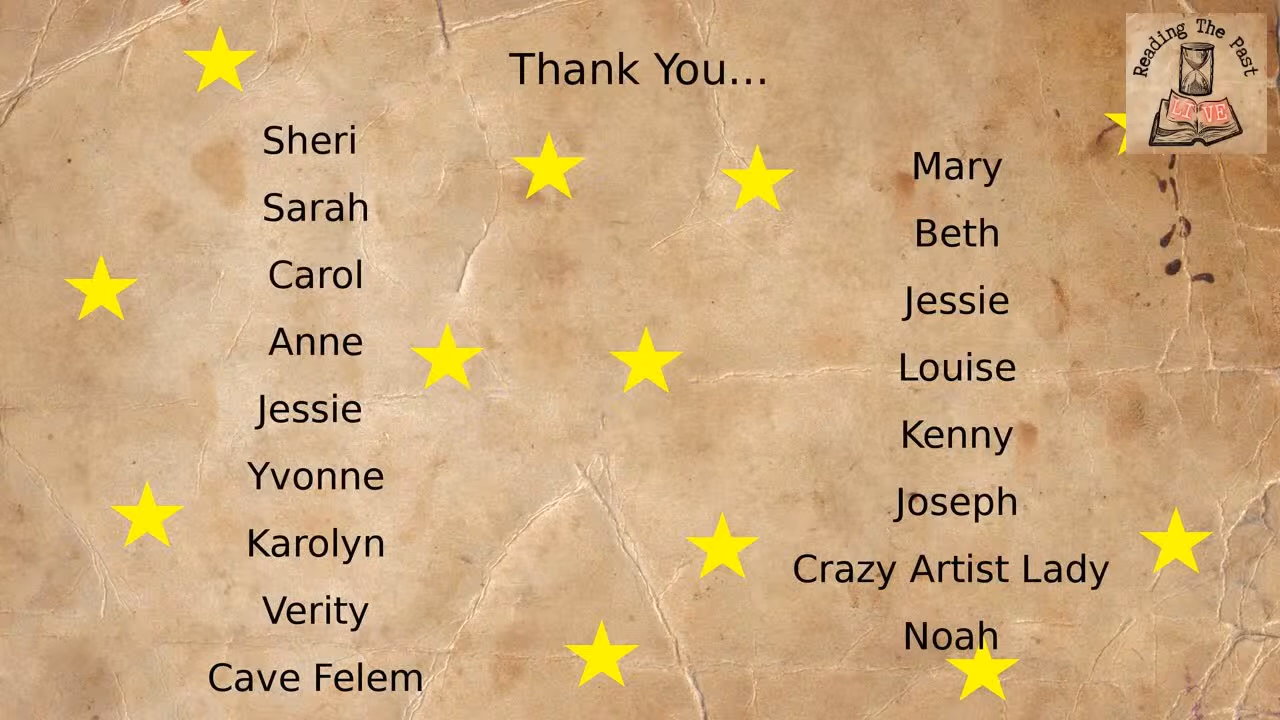 Thank You...
Sheri
Sarah
Carol
Anne
Jessie
Yvonne
Karolyn
Verity
Cave Felem
Mary
Beth
Jessie
Louise
Kenny
Joseph
Crazy Artist Lady
Noah
Reading The Past
LIVE